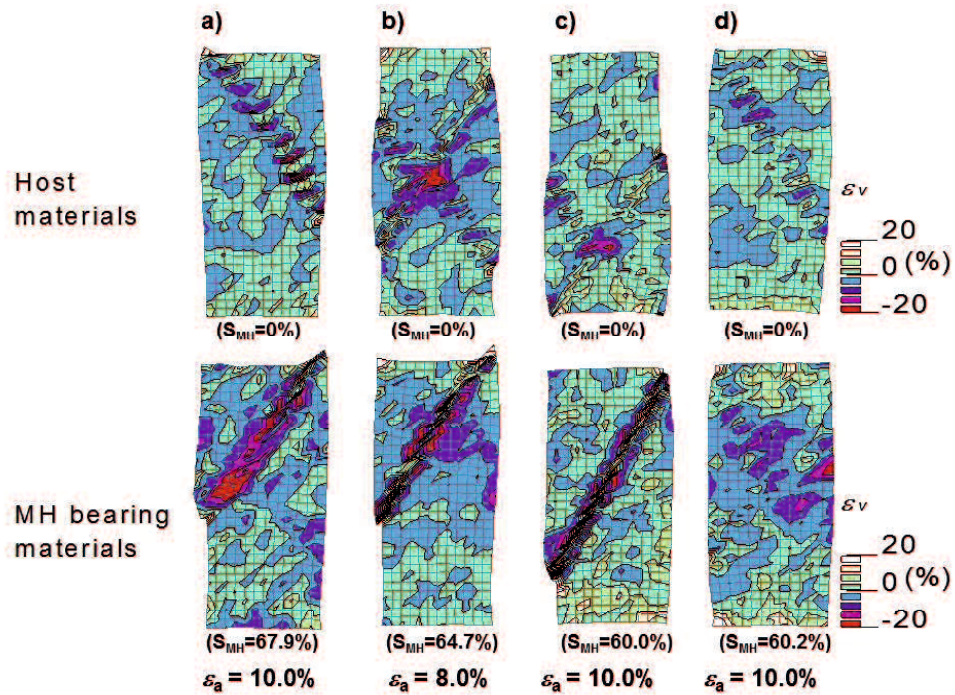 a) b) c) d)
Host
materials
εv
20
0 (%)
-20
(SMH=0%) (SMH=0%) (SMH=0%) (SMH=0%)
MH bearing
materials
εv
20
0 (%)
-20
(SMH=67.9%) (SMH=64.7%) (SMH=60.0%) (SMH=60.2%)
εa = 10.0% εa = 8.0% εa = 10.0% εa = 10.0%